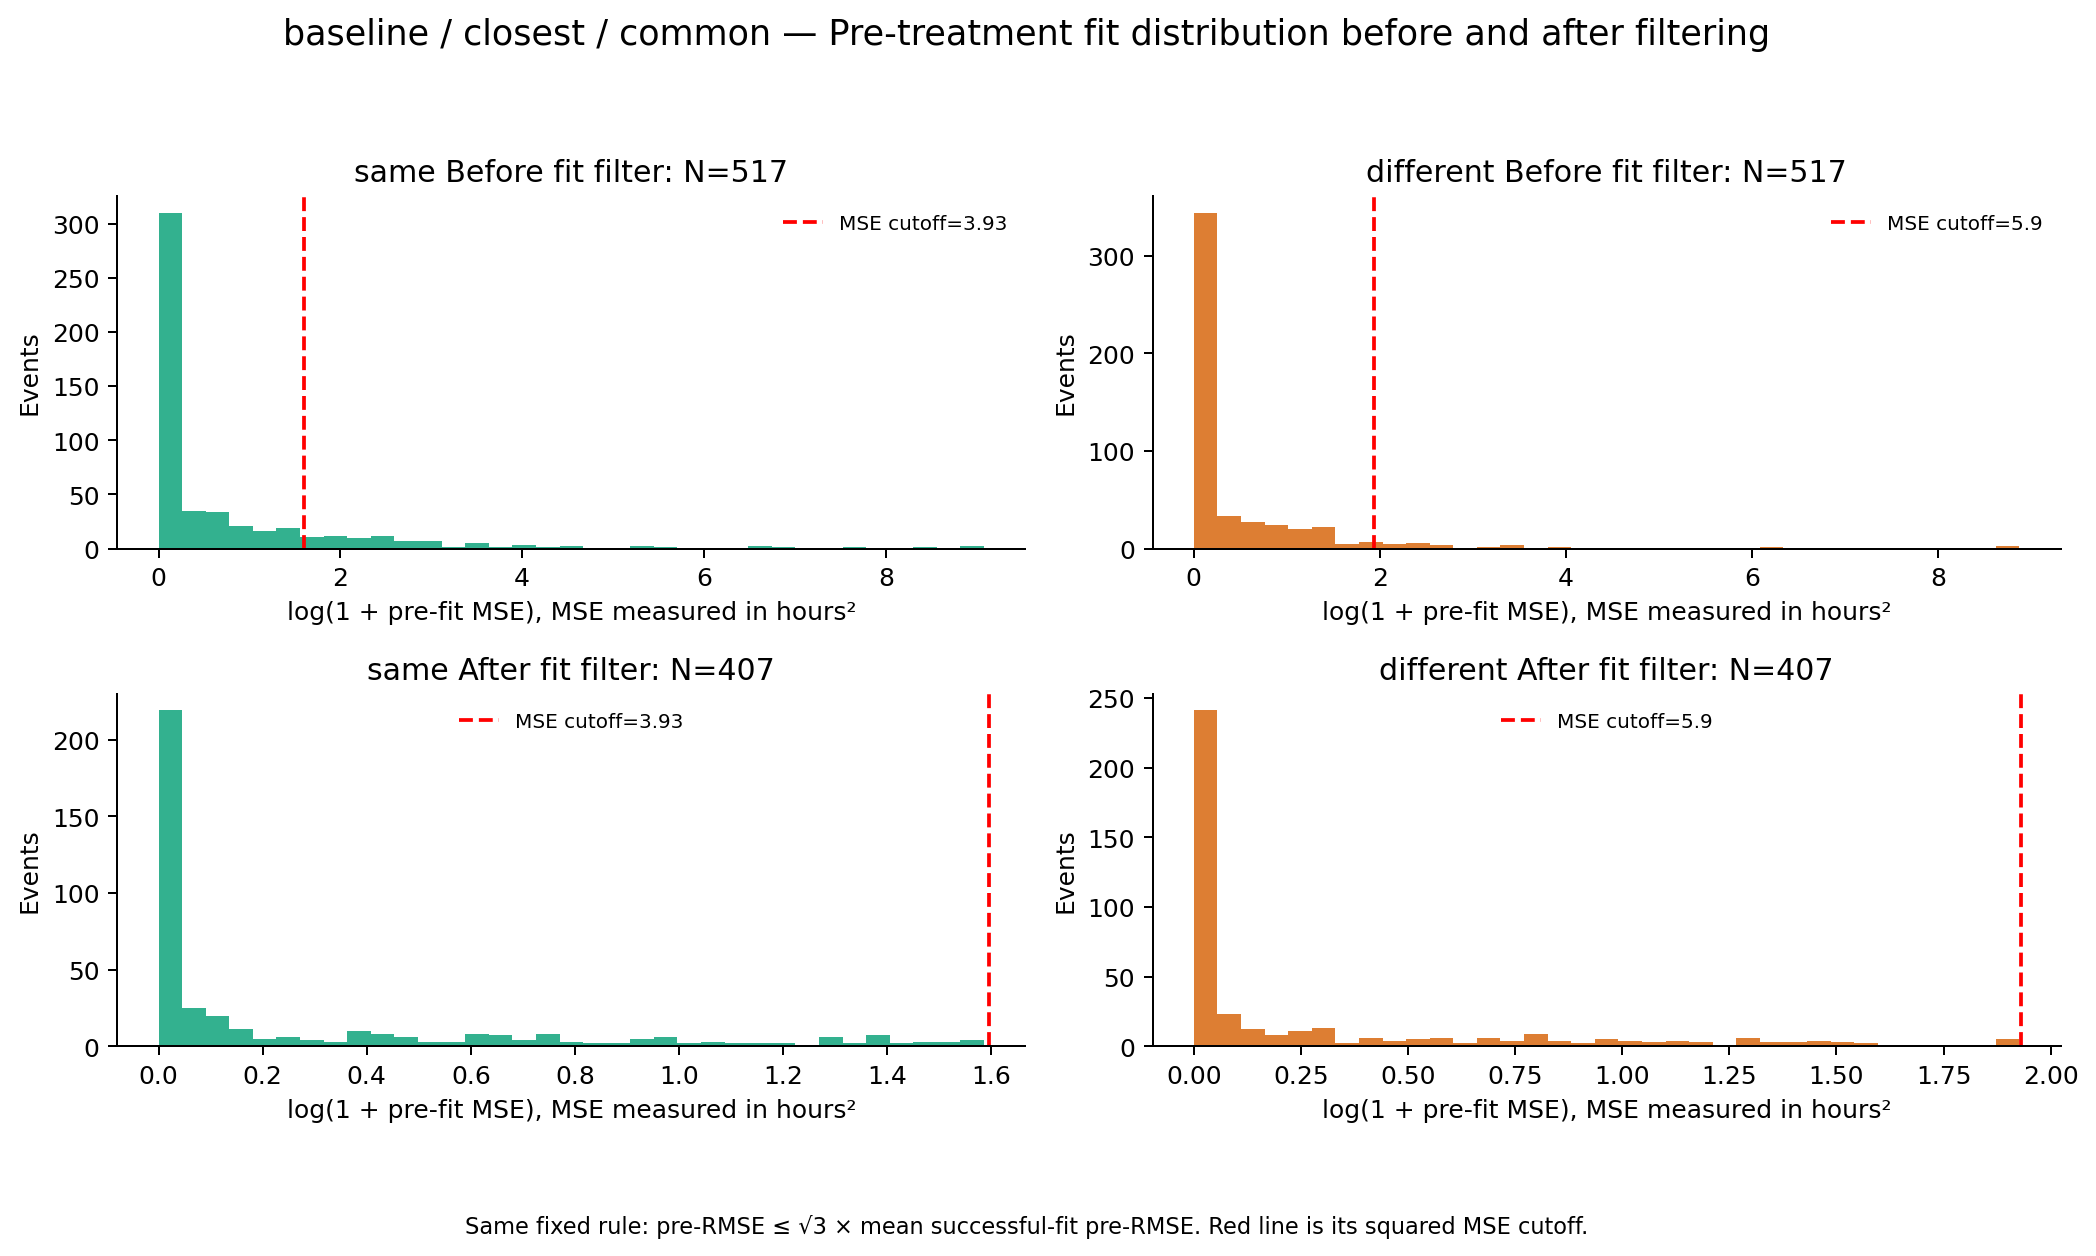 baseline / closest / common — Pre-treatment fit distribution before and after filtering
same Before fit filter: N=517
Events
300
250
200
150
100
50
0
MSE cutoff=3.93
0 2 4 6 8
log(1 + pre-fit MSE), MSE measured in hours²
different Before fit filter: N=517
Events
300
200
100
0
MSE cutoff=5.9
0 2 4 6 8
log(1 + pre-fit MSE), MSE measured in hours²
same After fit filter: N=407
Events
200
150
100
50
0
MSE cutoff=3.93
0.0 0.2 0.4 0.6 0.8 1.0 1.2 1.4 1.6
log(1 + pre-fit MSE), MSE measured in hours²
different After fit filter: N=407
Events
250
200
150
100
50
0
MSE cutoff=5.9
0.00 0.25 0.50 0.75 1.00 1.25 1.50 1.75 2.00
log(1 + pre-fit MSE), MSE measured in hours²
Same fixed rule: pre-RMSE ≤ √3 × mean successful-fit pre-RMSE. Red line is its squared MSE cutoff.